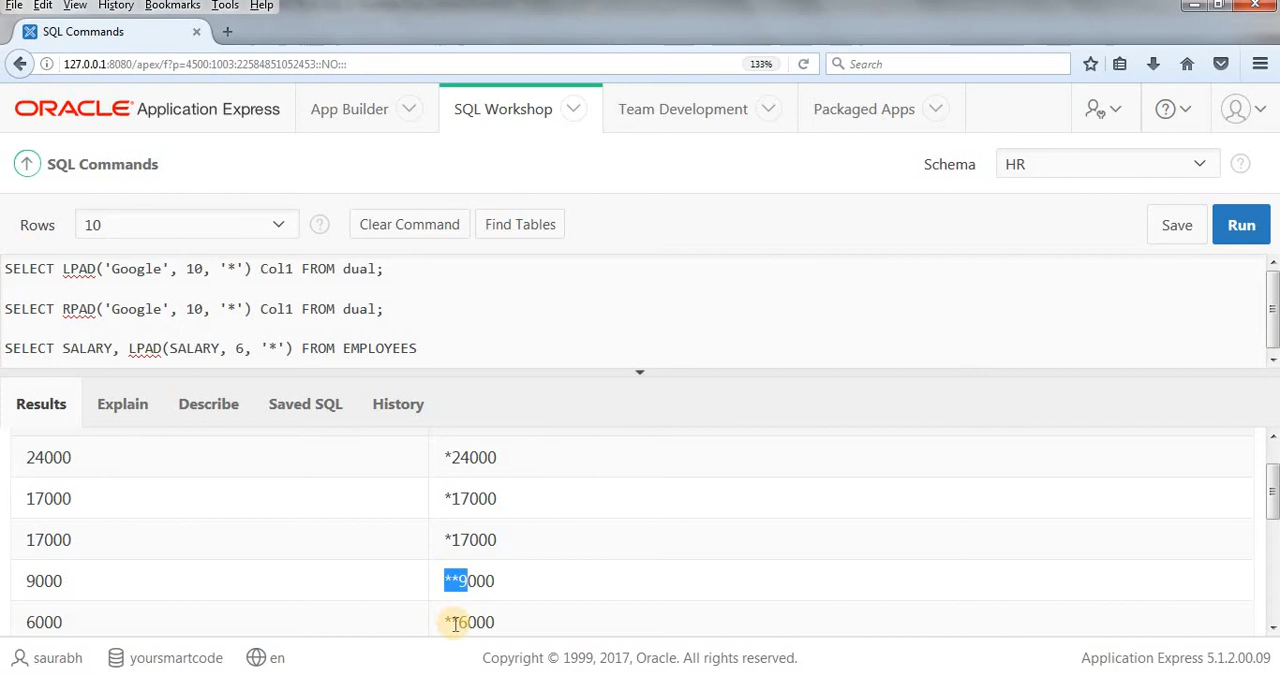 File Edit View History Bookmarks Tools Help
SQL Commands × +
127.0.0.1:8080/apex/f?p=4500:1003:22584851052453::NO::: 133% Search
ORACLE Application Express App Builder SQL Workshop Team Development Packaged Apps
SQL Commands Schema HR
Rows 10 Clear Command Find Tables Save Run
SELECT LPAD('Google', 10, '*') Col1 FROM dual;
SELECT RPAD('Google', 10, '*') Col1 FROM dual;
SELECT SALARY, LPAD(SALARY, 6, '*') FROM EMPLOYEES
Results Explain Describe Saved SQL History
24000 *24000
17000 *17000
17000 *17000
9000 **9000
6000 **6000
saurabh yoursmartcode en Copyright © 1999, 2017, Oracle. All rights reserved. Application Express 5.1.2.00.09